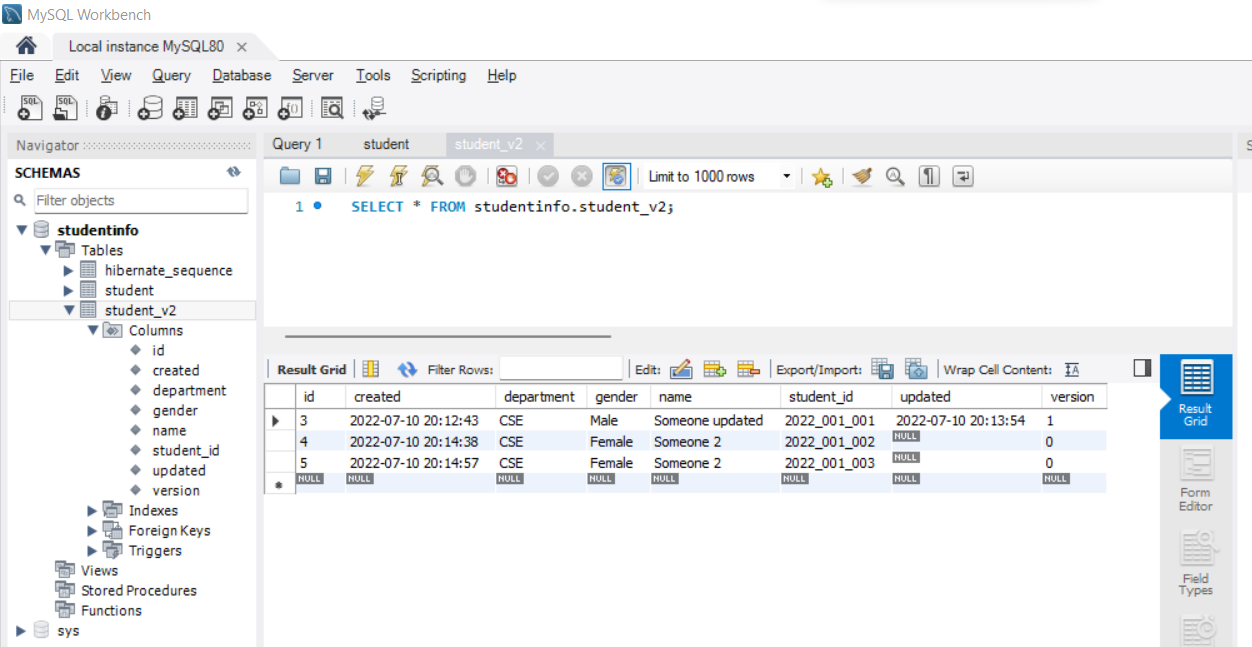 MySQL Workbench
Local instance MySQL80
File Edit View Query Database Server Tools Scripting Help
Navigator
SCHEMAS
Filter objects
studentinfo
Tables
hibernate_sequence
student
student_v2
Columns
id
created
department
gender
name
student_id
updated
version
Indexes
Foreign Keys
Triggers
Views
Stored Procedures
Functions
sys
Query 1 student student_v2
Limit to 1000 rows
1 SELECT * FROM studentinfo.student_v2;
Result Grid Filter Rows: Edit: Export/Import: Wrap Cell Content:
id created department gender name student_id updated version
3 2022-07-10 20:12:43 CSE Male Someone updated 2022_001_001 2022-07-10 20:13:54 1
4 2022-07-10 20:14:38 CSE Female Someone 2 2022_001_002 NULL 0
5 2022-07-10 20:14:57 CSE Female Someone 2 2022_001_003 NULL 0
NULL NULL NULL NULL NULL NULL NULL NULL
Result
Grid
Form
Editor
Field
Types